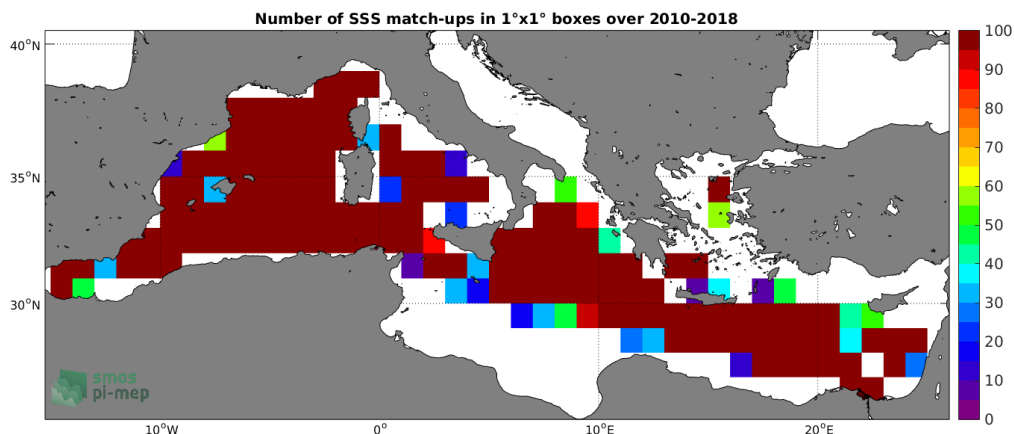 Number of SSS match-ups in 1°x1° boxes over 2010-2018
40°N
35°N
30°N
10°W
0°
10°E
20°E
100
90
80
70
60
50
40
30
20
10
0
smos
pi-mep